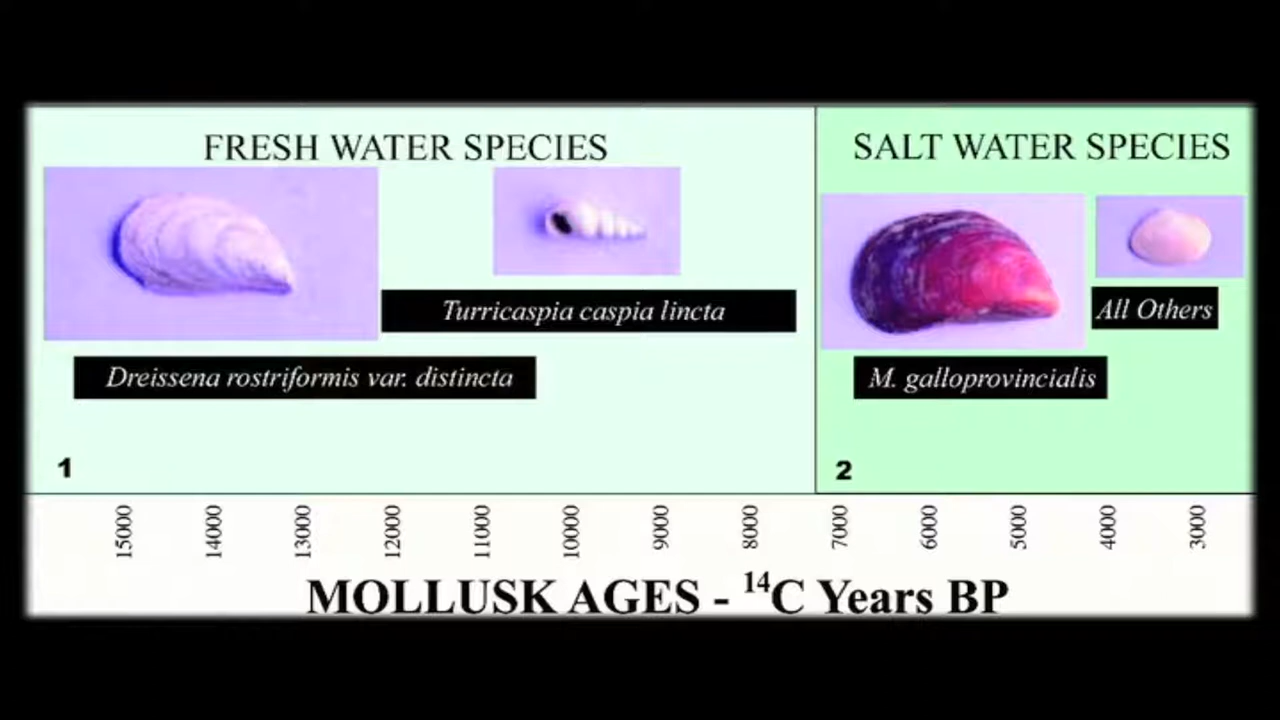 FRESH WATER SPECIES
SALT WATER SPECIES
Turricaspia caspia lincta
All Others
Dreissena rostriformis var. distincta
M. galloprovincialis
1
2
15000
14000
13000
12000
11000
10000
9000
8000
7000
6000
5000
4000
3000
MOLLUSK AGES - ¹⁴C Years BP